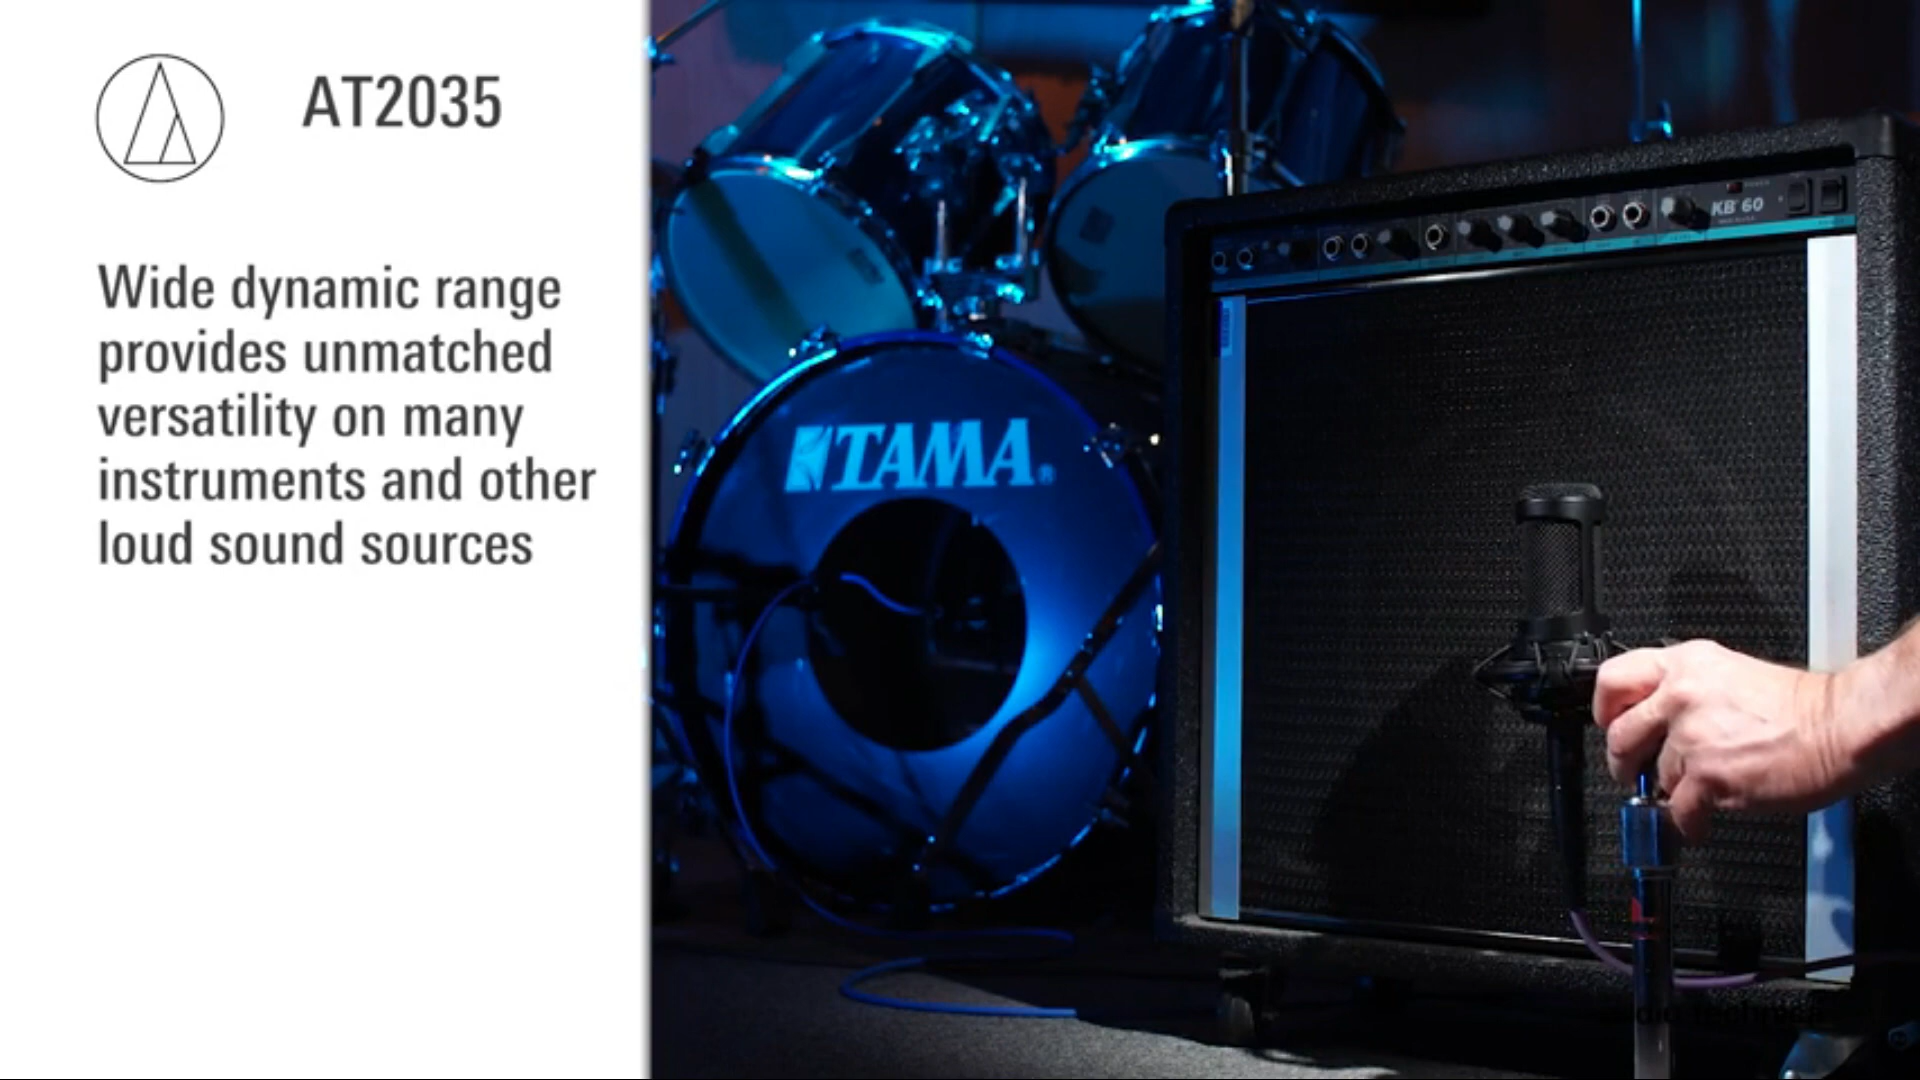 AT2035
Wide dynamic range
provides unmatched
versatility on many
instruments and other
loud sound sources
TAMA®
KB 60